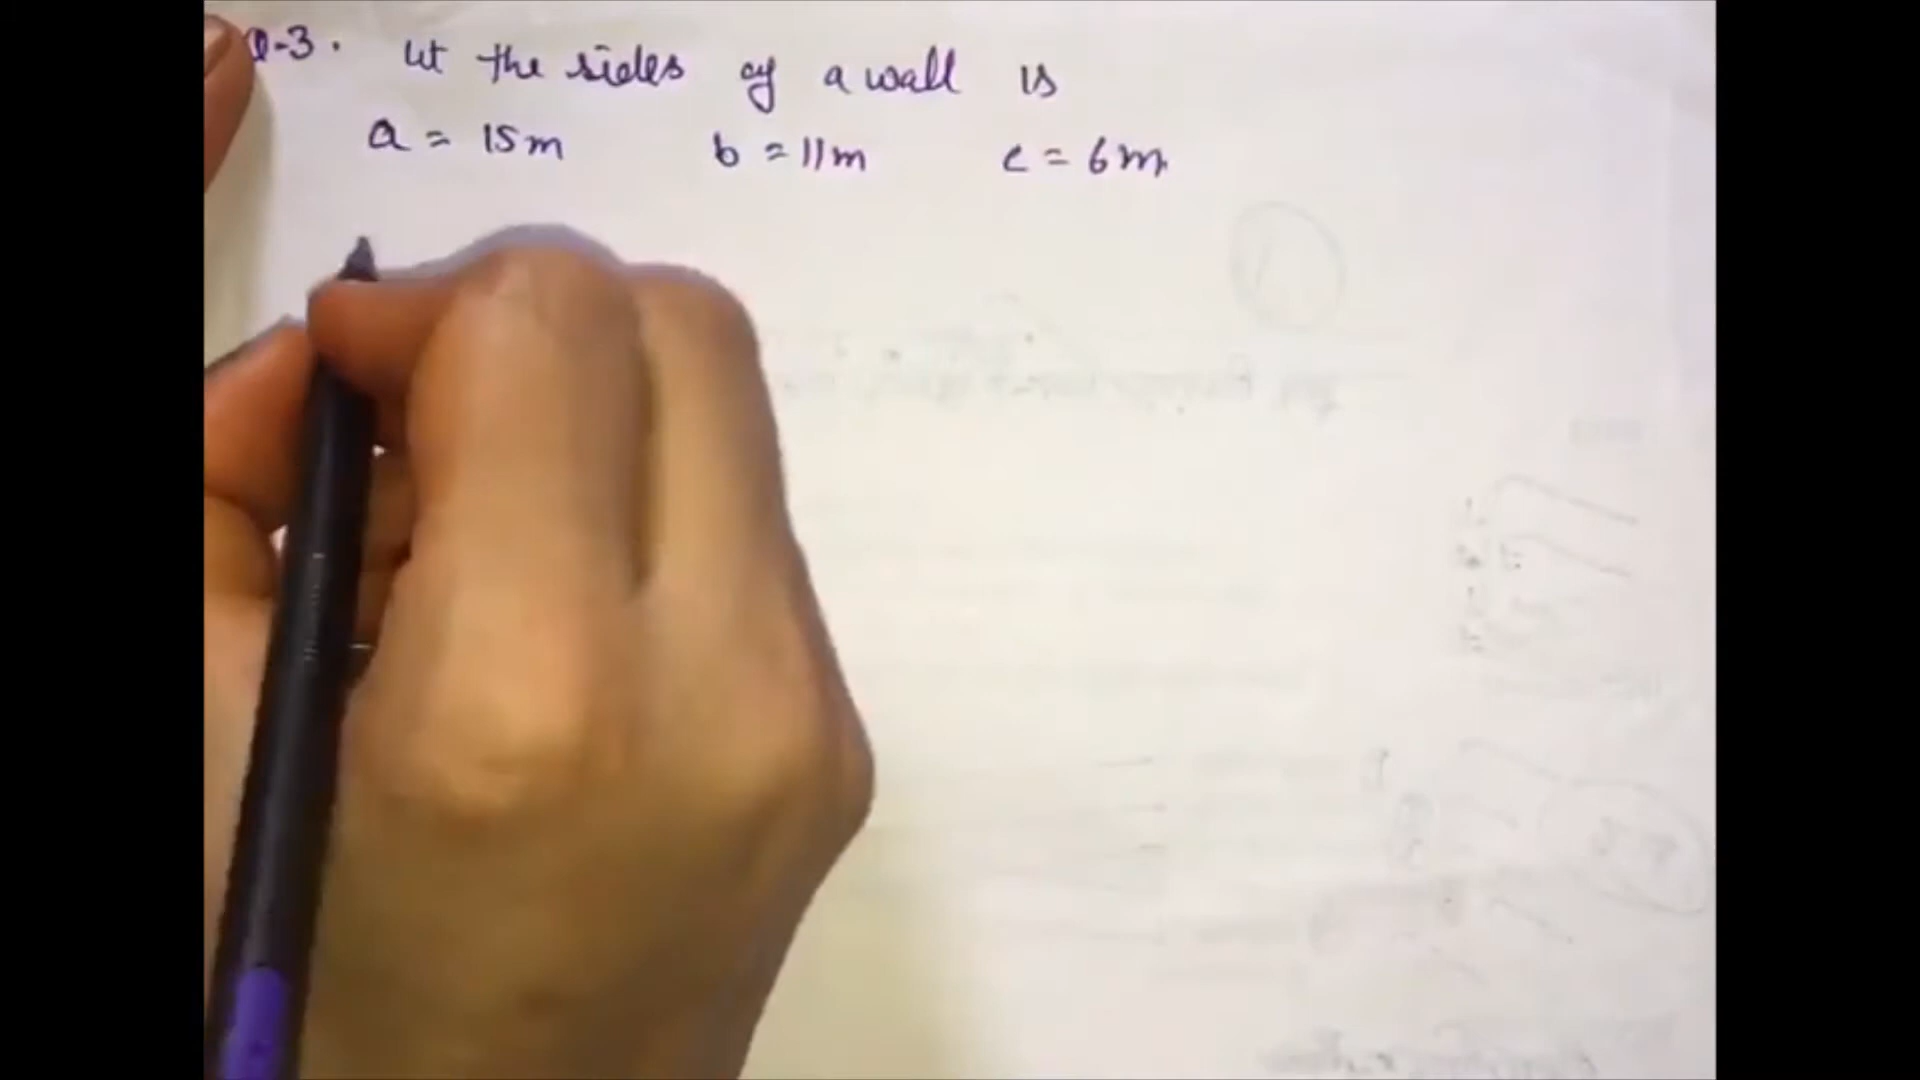 Q-3. let the sides of a wall is
a = 15m b = 11m c = 6m